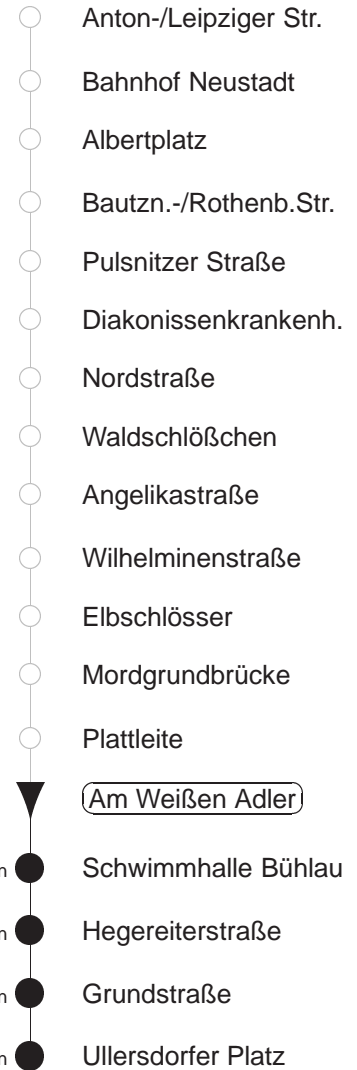 Anton-/Leipziger Str.
Bahnhof Neustadt
Albertplatz
Bautzn.-/Rothenb.Str.
Pulsnitzer Straße
Diakonissenkrankenh.
Nordstraße
Waldschlößchen
Angelikastraße
Wilhelminenstraße
Elbschlösser
Mordgrundbrücke
Plattleite
Am Weißen Adler
Schwimmhalle Bühlau
Hegereiterstraße
Grundstraße
Ullersdorfer Platz